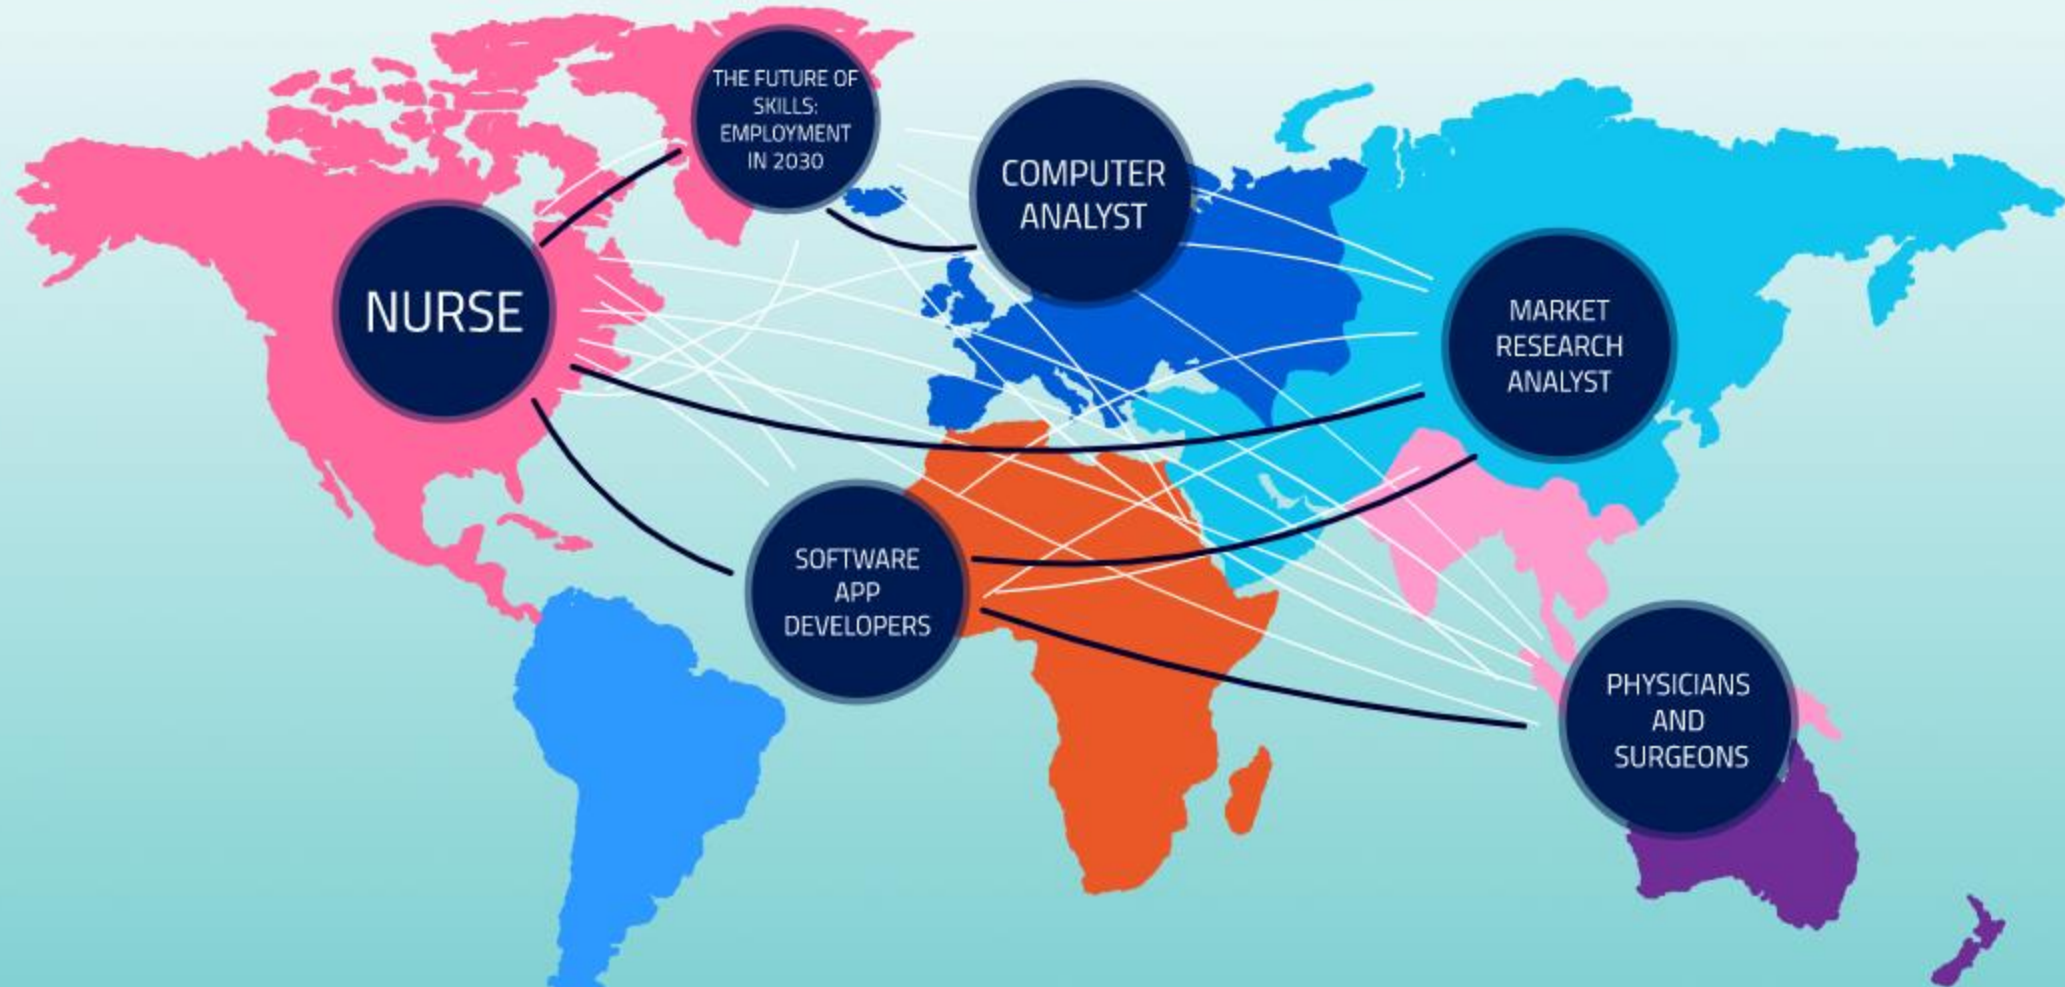 THE FUTURE OF
SKILLS:
EMPLOYMENT
IN 2030
COMPUTER
ANALYST
NURSE
MARKET
RESEARCH
ANALYST
SOFTWARE
APP
DEVELOPERS
PHYSICIANS
AND
SURGEONS